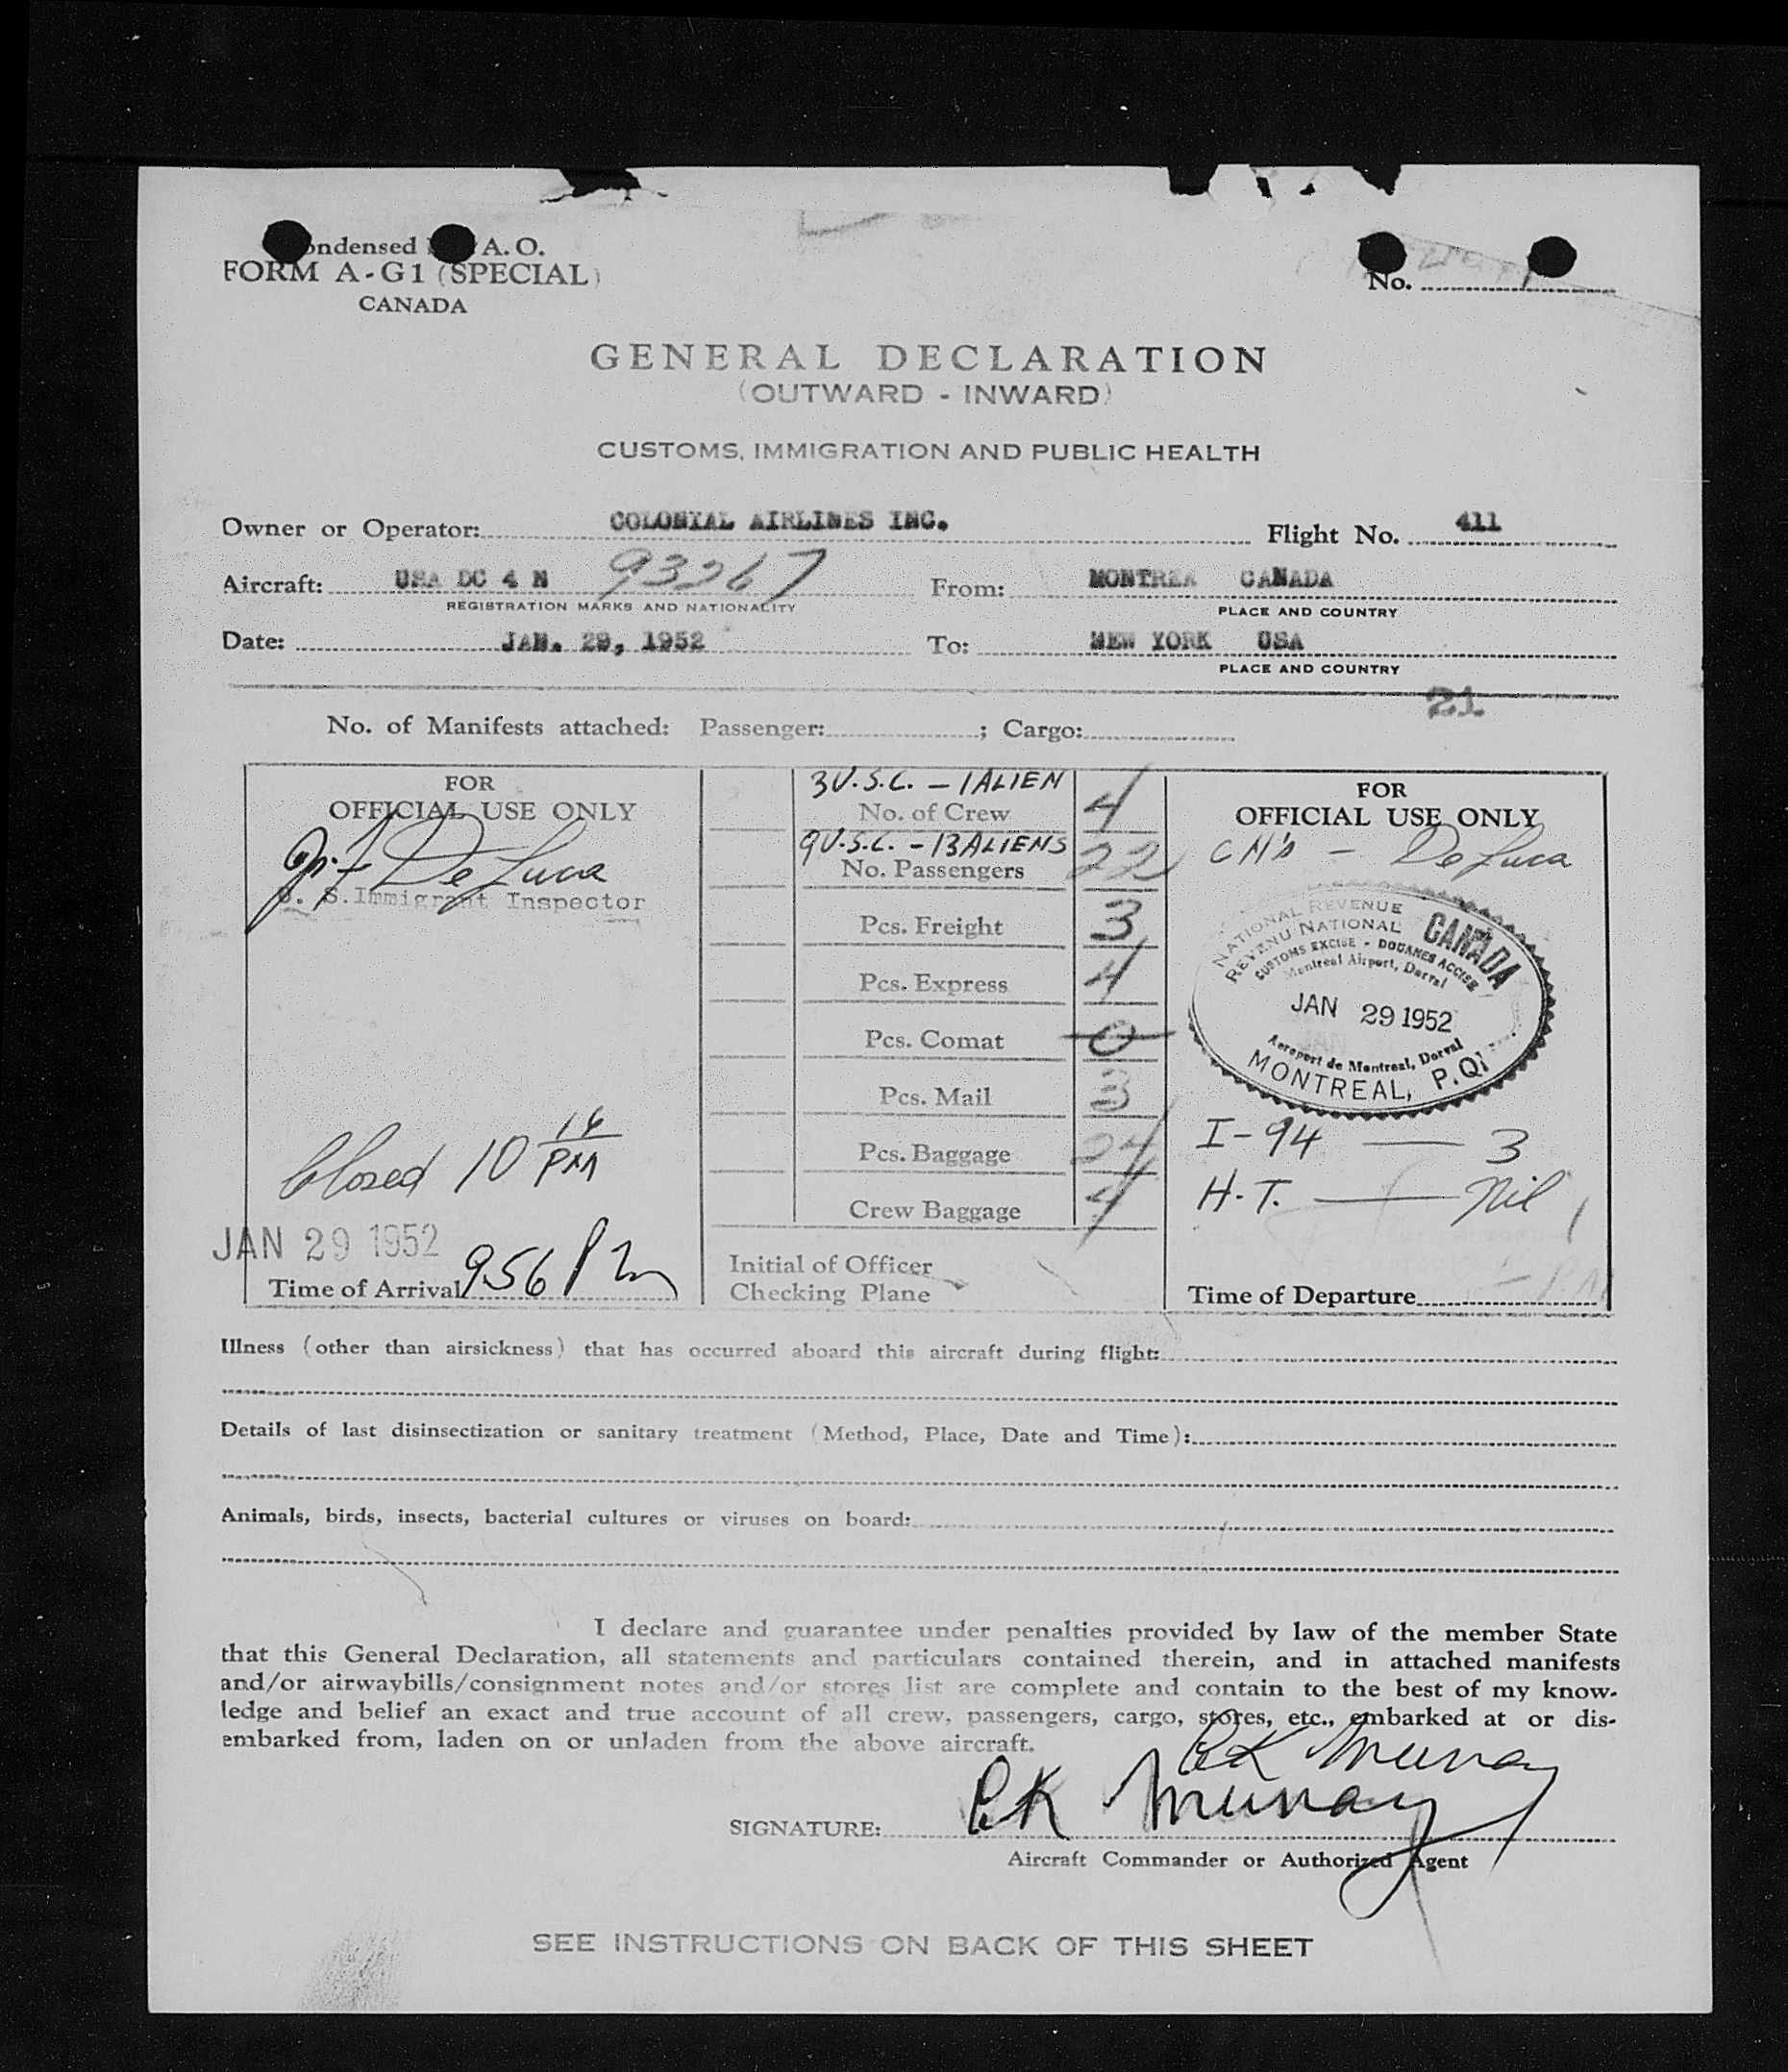 ondensed A. O.
FORM A-G1 (SPECIAL)
CANADA
No.
GENERAL DECLARATION
(OUTWARD - INWARD)
CUSTOMS, IMMIGRATION AND PUBLIC HEALTH
Owner or Operator: COLONIAL AIRLINES INC. Flight No. 411
Aircraft: USA DC 4 N 93267 From: MONTREA CANADA
REGISTRATION MARKS AND NATIONALITY PLACE AND COUNTRY
Date: JAN. 29, 1952 To: NEW YORK USA
PLACE AND COUNTRY
21
No. of Manifests attached: Passenger: ; Cargo:
FOR
OFFICIAL USE ONLY
De Luca
S. Immigrant Inspector
Closed 10 16 PM
JAN 29 1952
Time of Arrival 956 Pm
3 U.S.C. - 1 ALIEN
No. of Crew 4
9 U.S.C. - 13 ALIENS
No. Passengers 22
Pcs. Freight 3
Pcs. Express 4
Pcs. Comat 0
Pcs. Mail 3
Pcs. Baggage 24
Crew Baggage 4
Initial of Officer
Checking Plane
FOR
OFFICIAL USE ONLY
- De Luca
NATIONAL REVENUE
REVENU NATIONAL
CANADA
CUSTOMS EXCISE - DOUANES ACCISE
Montreal Airport, Dorval
JAN 29 1952
Aeroport de Montreal, Dorval
MONTREAL, P.Q.
I-94 — 3
H.T. — Nil
Time of Departure
Illness (other than airsickness) that has occurred aboard this aircraft during flight:
Details of last disinsectization or sanitary treatment (Method, Place, Date and Time):
Animals, birds, insects, bacterial cultures or viruses on board:
I declare and guarantee under penalties provided by law of the member State
that this General Declaration, all statements and particulars contained therein, and in attached manifests
and/or airwaybills/consignment notes and/or stores list are complete and contain to the best of my know-
ledge and belief an exact and true account of all crew, passengers, cargo, stores, etc., embarked at or dis-
embarked from, laden on or unladen from the above aircraft.
K Murray
SIGNATURE: K Murray
Aircraft Commander or Authorized Agent
SEE INSTRUCTIONS ON BACK OF THIS SHEET